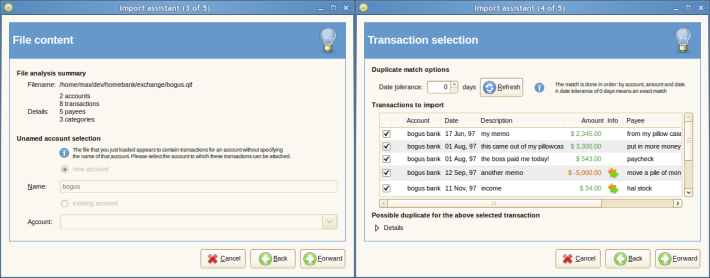 Import assistant (3 of 5)
File content
File analysis summary
Filename: /home/max/dev/homebank/exchange/bogus.qif
2 accounts
8 transactions
Details: 5 payees
3 categories
Unamed account selection
The file that you just loaded appears to contain transactions for an account without specifying
the name of that account. Please select the account to which these transactions can be attached.
new account
Name: bogus
existing account
Account:
Cancel Back Forward
Import assistant (4 of 5)
Transaction selection
Duplicate match options
Date tolerance: 0 days Refresh
The match is done in order: by account, amount and date.
A date tolerance of 0 days means an exact match
Transactions to import
Account Date Description Amount Info Payee
bogus bank 17 Jun, 97 my memo $ 2,345.00 from my pillow case
bogus bank 01 Aug, 97 this came out of my pillowcas $ 3,300.00 put in more money
bogus bank 01 Aug, 97 the boss paid me today! $ 543.00 paycheck
bogus bank 12 Sep, 97 another memo $ -5,000.00 move a pile of mon
bogus bank 11 Nov, 97 income $ 34.00 hal stock
Possible duplicate for the above selected transaction
Details
Cancel Back Forward